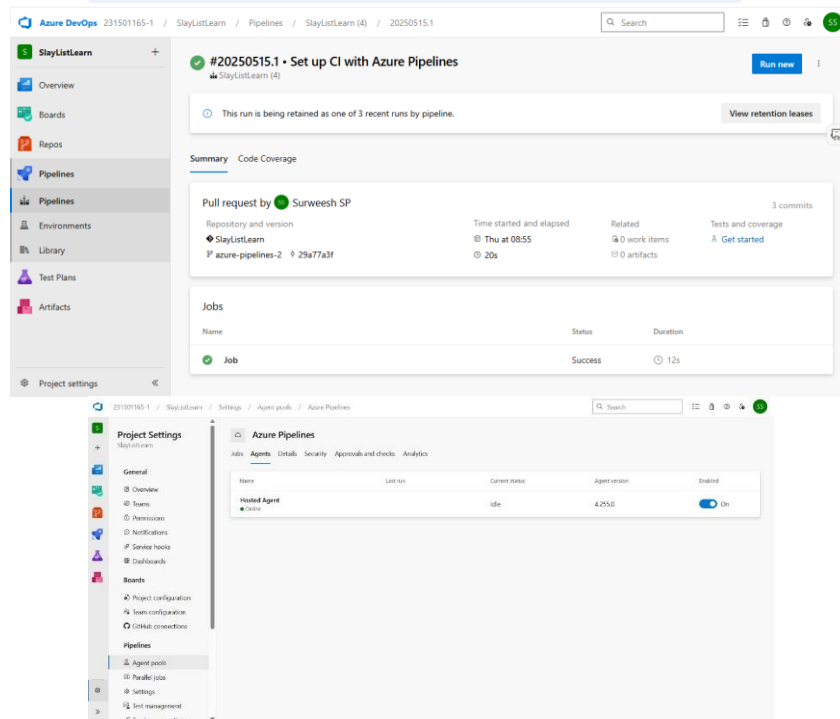 Azure DevOps 231501165-1 / SlayListLearn / Pipelines / SlayListLearn (4) / 20250515.1 Search SS
S SlayListLearn +
Overview
Boards
Repos
Pipelines
Pipelines
Environments
Library
Test Plans
Artifacts
Project settings
#20250515.1 • Set up CI with Azure Pipelines
SlayListLearn (4)
Run new
This run is being retained as one of 3 recent runs by pipeline.
View retention leases
Summary Code Coverage
Pull request by SS Surweesh SP
3 commits
Repository and version
SlayListLearn
azure-pipelines-2 29a77a3f
Time started and elapsed
Thu at 08:55
20s
Related
0 work items
0 artifacts
Tests and coverage
Get started
Jobs
Name Status Duration
Job Success 12s
231501165-1 / SlayListLearn / Settings / Agent pools / Azure Pipelines Search SS
S
Project Settings
SlayListLearn
General
Overview
Teams
Permissions
Notifications
Service hooks
Dashboards
Boards
Project configuration
Team configuration
GitHub connections
Pipelines
Agent pools
Parallel jobs
Settings
Test management
Azure Pipelines
Jobs Agents Details Security Approvals and checks Analytics
Name Last run Current status Agent version Enabled
Hosted Agent Idle 4.255.0 On
Online